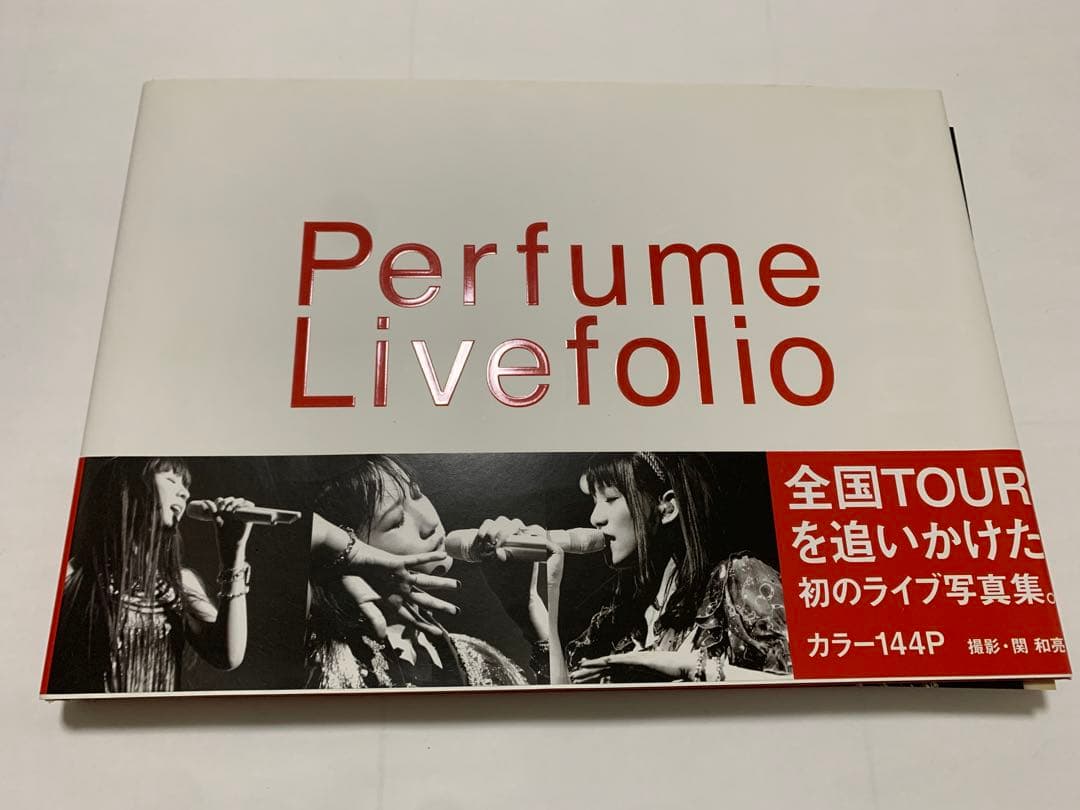 Perfume
Livefolio
全国TOUR
を追いかけた
初のライブ写真集。
カラー144P 撮影・関 和亮